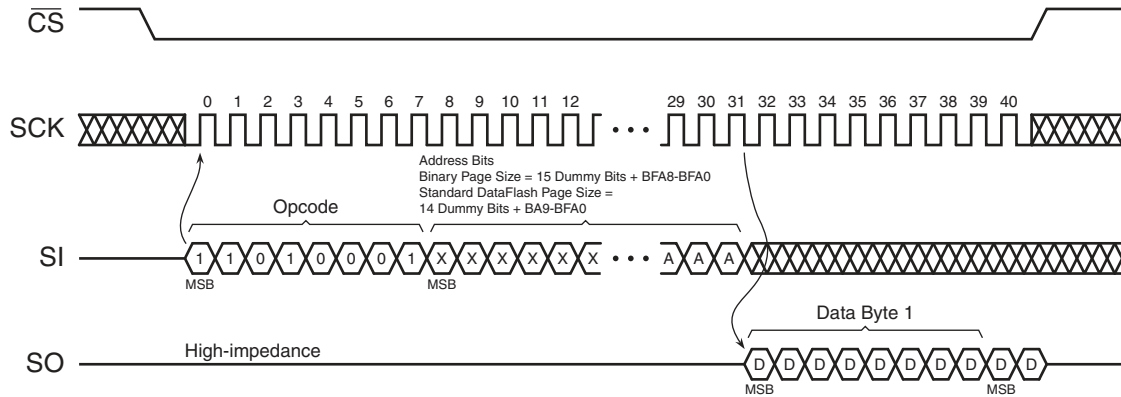 CS
0 1 2 3 4 5 6 7 8 9 10 11 12 29 30 31 32 33 34 35 36 37 38 39 40
SCK
Address Bits
Binary Page Size = 15 Dummy Bits + BFA8-BFA0
Standard DataFlash Page Size =
14 Dummy Bits + BA9-BFA0
Opcode
SI 1 1 0 1 0 0 0 1 X X X X X X A A A
MSB MSB
Data Byte 1
High-impedance
SO D D D D D D D D D D
MSB MSB